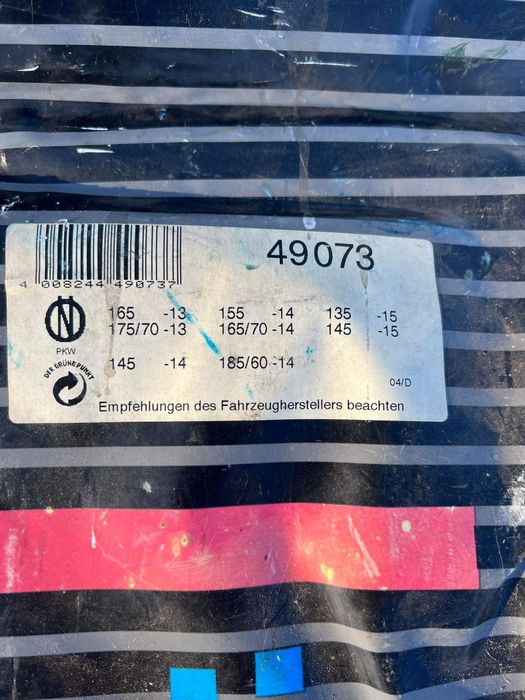 49073
4 008244 490737
165 -13 155 -14 135 -15
175/70 -13 165/70 -14 145 -15
PKW
145 -14 185/60 -14
DER GRÜNE PUNKT
04/D
Empfehlungen des Fahrzeugherstellers beachten